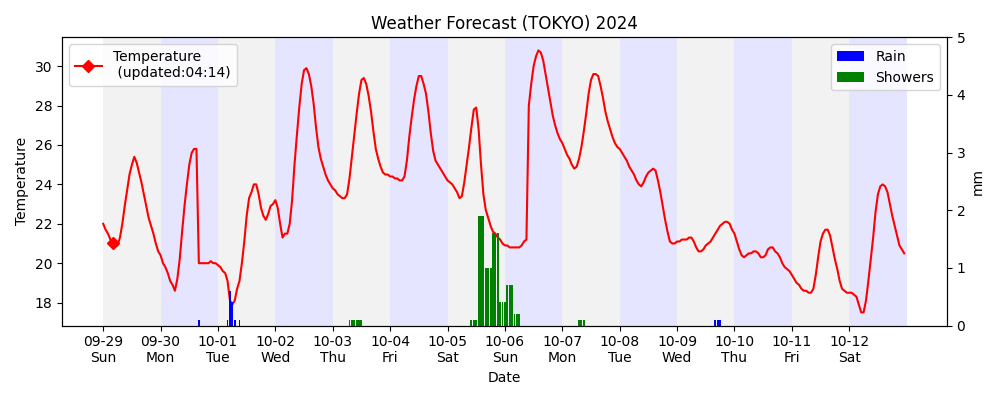 Weather Forecast (TOKYO) 2024
Temperature
(updated:04:14)
Rain
Showers
30
28
26
24
22
20
18
Temperature
5
4
3
2
1
0
mm
09-29 09-30 10-01 10-02 10-03 10-04 10-05 10-06 10-07 10-08 10-09 10-10 10-11 10-12
Sun Mon Tue Wed Thu Fri Sat Sun Mon Tue Wed Thu Fri Sat
Date